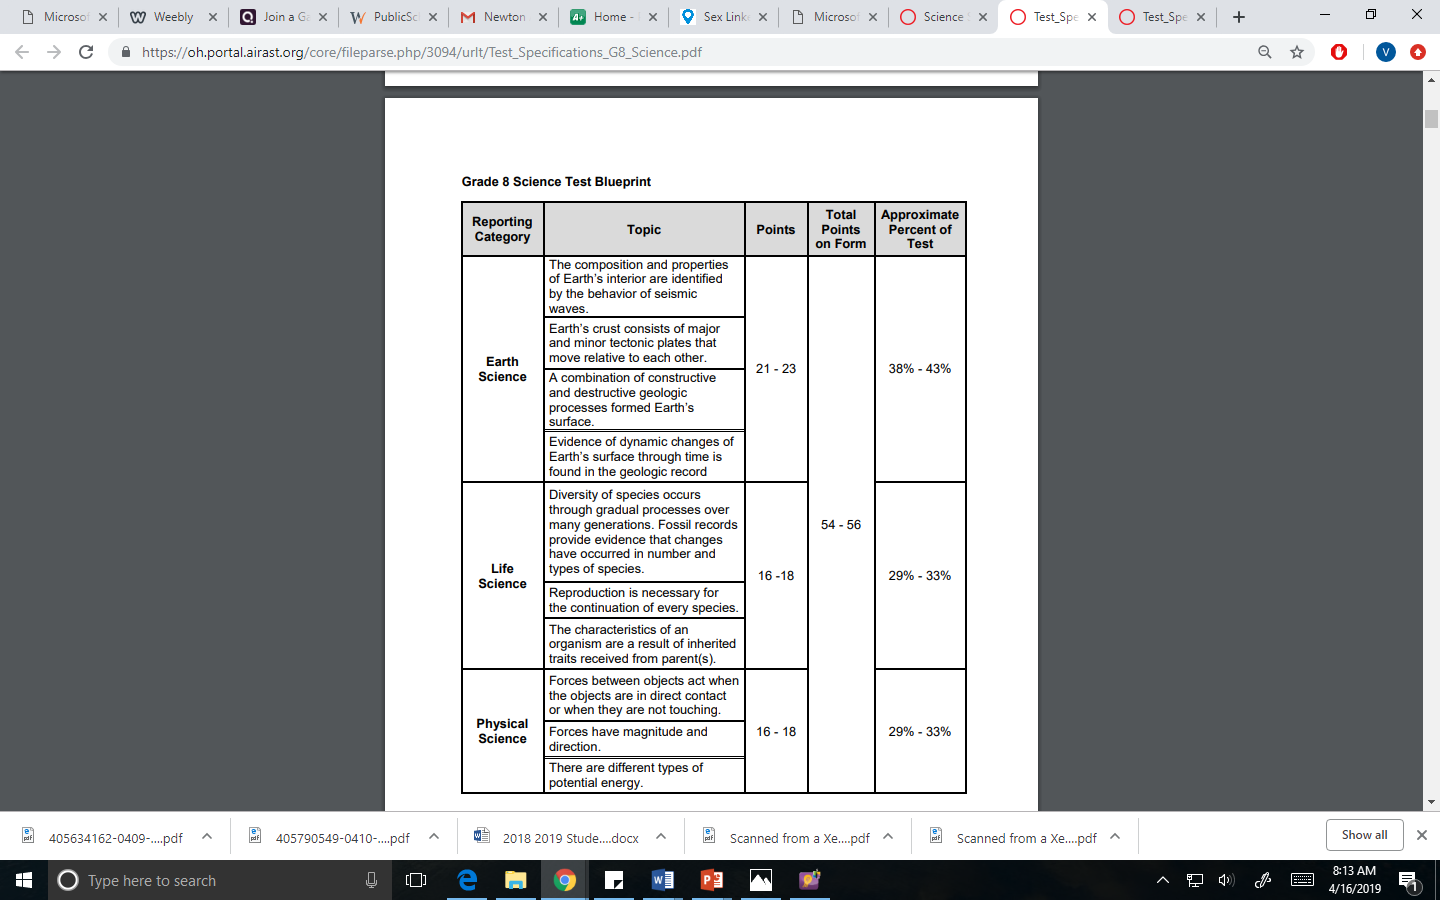 Microsof
Weekly
Join a Ga
PublicSc
Newton
Home -
Sex Link
Microsof
Science
Test_Spe
Test_Spe
https://oh.portal.airast.org/core/fileparse.php/3094/urlt/Test_Specifications_G8_Science.pdf
V
Grade 8 Science Test Blueprint
Reporting
Category
Topic
Points
Total
Points
on Form
Approximate
Percent of
Test
Earth
Science
The composition and properties
of Earth's interior are identified
by the behavior of seismic
waves.
Earth's crust consists of major
and minor tectonic plates that
move relative to each other.
A combination of constructive
and destructive geologic
processes formed Earth's
surface.
Evidence of dynamic changes of
Earth's surface through time is
found in the geologic record
21 - 23
54 - 56
38% - 43%
Life
Science
Diversity of species occurs
through gradual processes over
many generations. Fossil records
provide evidence that changes
have occurred in number and
types of species.
Reproduction is necessary for
the continuation of every species.
The characteristics of an
organism are a result of inherited
traits received from parent(s).
16 -18
29% - 33%
Physical
Science
Forces between objects act when
the objects are in direct contact
or when they are not touching.
Forces have magnitude and
direction.
There are different types of
potential energy.
16 - 18
29% - 33%
405634162-0409-....pdf
405790549-0410-....pdf
2018 2019 Stude....docx
Scanned from a Xe....pdf
Scanned from a Xe....pdf
Show all
Type here to search
8:13 AM
4/16/2019
1